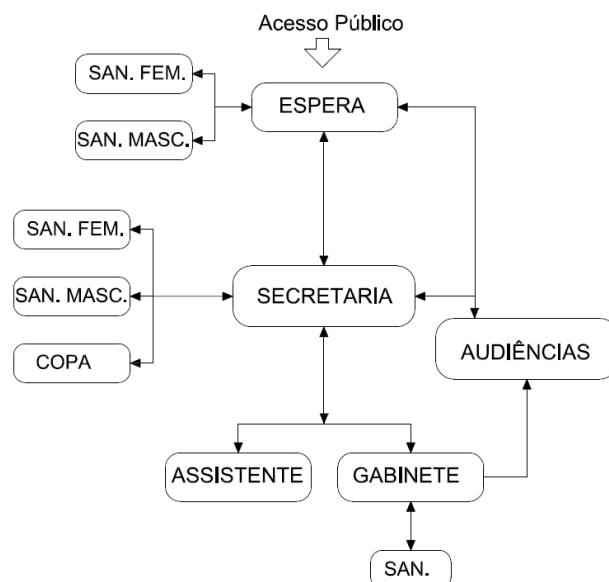 Acesso Público
SAN. FEM.
ESPERA
SAN. MASC.
SAN. FEM.
SAN. MASC.
SECRETARIA
COPA
AUDIÊNCIAS
ASSISTENTE
GABINETE
SAN.